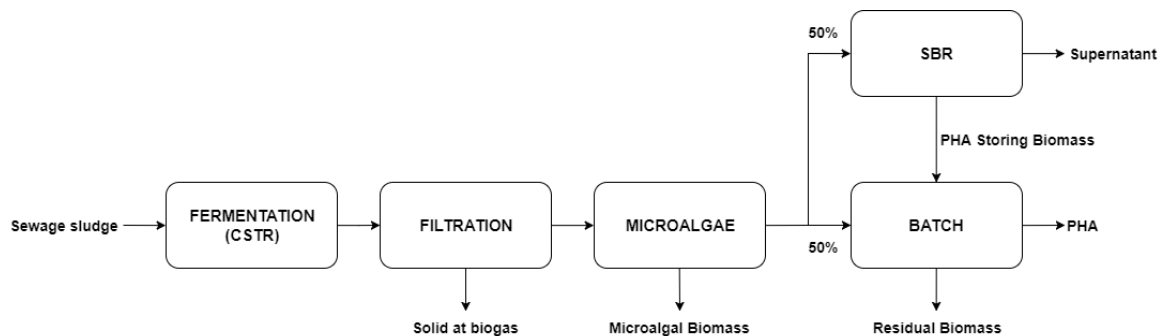 50%
SBR
Supernatant
PHA Storing Biomass
Sewage sludge
FERMENTATION
(CSTR)
FILTRATION
MICROALGAE
50%
BATCH
PHA
Solid at biogas
Microalgal Biomass
Residual Biomass